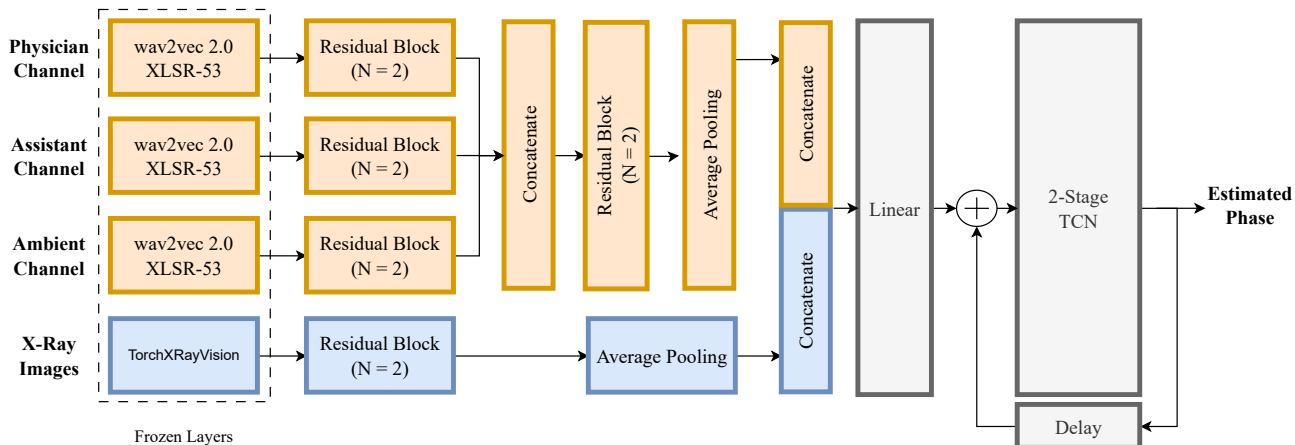 Physician
Channel
wav2vec 2.0
XLSR-53
Residual Block
(N = 2)
Assistant
Channel
wav2vec 2.0
XLSR-53
Residual Block
(N = 2)
Ambient
Channel
wav2vec 2.0
XLSR-53
Residual Block
(N = 2)
X-Ray
Images
TorchXRayVision
Residual Block
(N = 2)
Frozen Layers
Concatenate
Residual Block
(N = 2)
Average Pooling
Average Pooling
Concatenate
Concatenate
Linear
2-Stage
TCN
Delay
Estimated
Phase